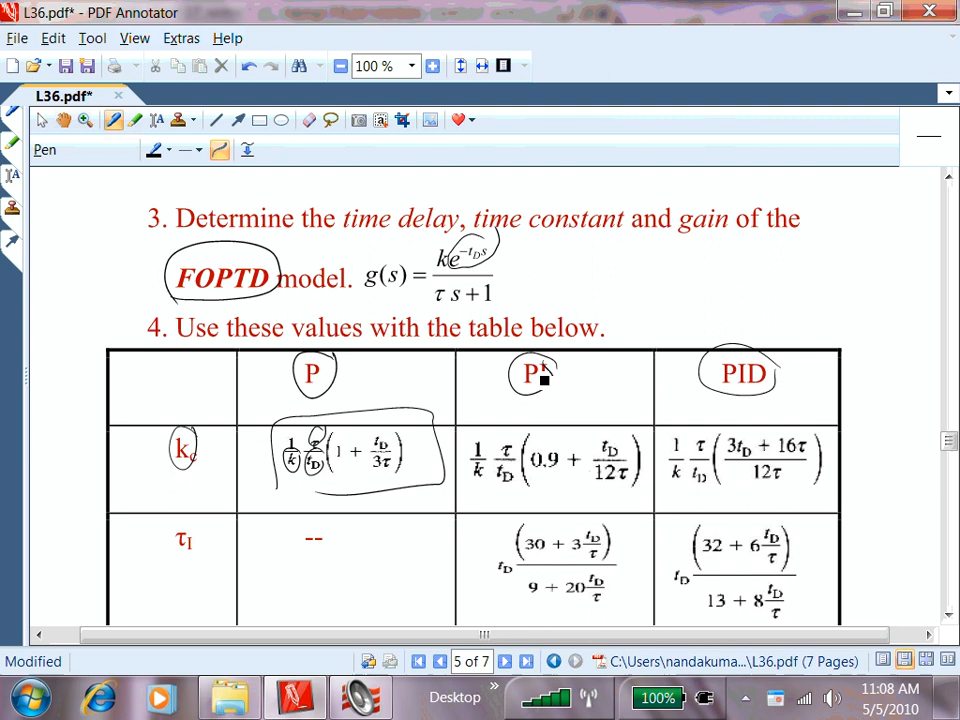 L36.pdf* - PDF Annotator
File Edit Tool View Extras Help
100 %
L36.pdf*
Pen
3. Determine the time delay, time constant and gain of the
FOPTD model. g(s) = ke^{-t_D s} / (τ s + 1)
4. Use these values with the table below.
P PID
k_c 1/k τ/t_D (1 + t_D/3τ) 1/k τ/t_D (0.9 + t_D/12τ) 1/k τ/t_D ((3t_D + 16τ)/12τ)
τ_I -- t_D (30 + 3 t_D/τ) / (9 + 20 t_D/τ) t_D (32 + 6 t_D/τ) / (13 + 8 t_D/τ)
Modified 5 of 7 C:\Users\nandakuma...\L36.pdf (7 Pages)
Desktop » 100% 11:08 AM
5/5/2010